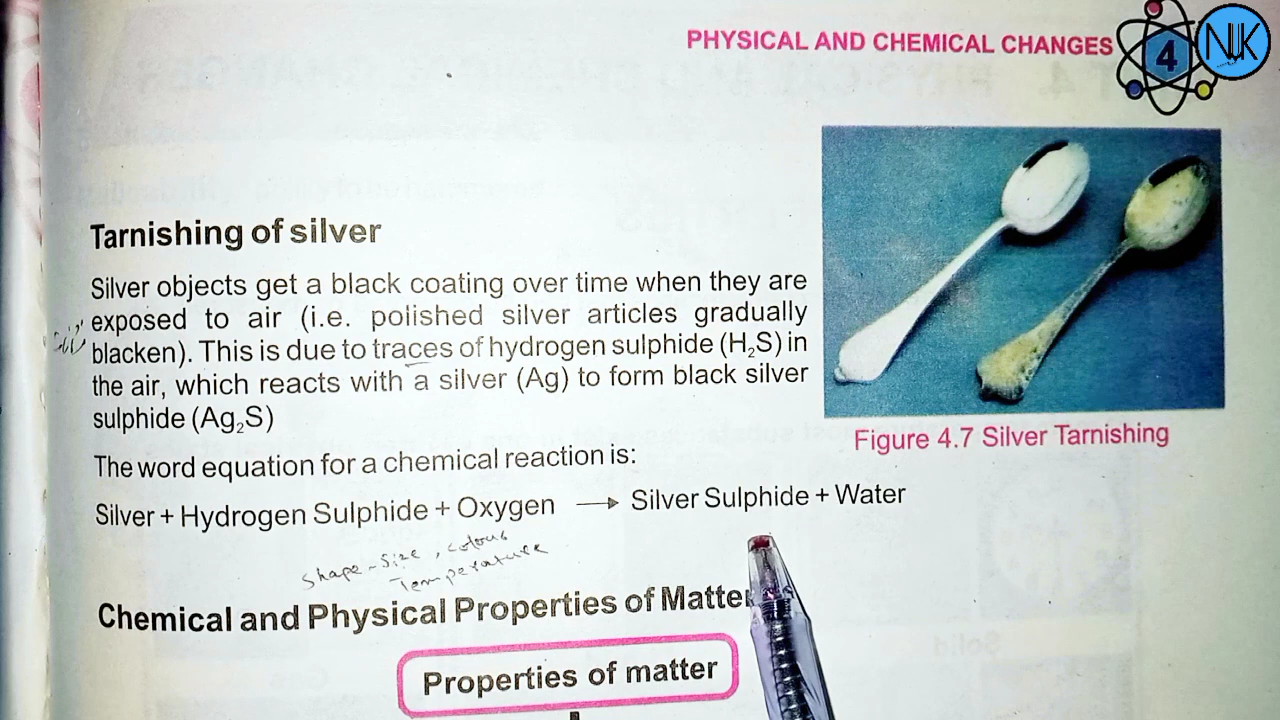 PHYSICAL AND CHEMICAL CHANGES
4
NUK
Tarnishing of silver
Silver objects get a black coating over time when they are
exposed to air (i.e. polished silver articles gradually
blacken). This is due to traces of hydrogen sulphide (H₂S) in
the air, which reacts with a silver (Ag) to form black silver
sulphide (Ag₂S)
Figure 4.7 Silver Tarnishing
The word equation for a chemical reaction is:
Silver + Hydrogen Sulphide + Oxygen → Silver Sulphide + Water
Shape-Size, colour
Temperature
Chemical and Physical Properties of Matter
Properties of matter